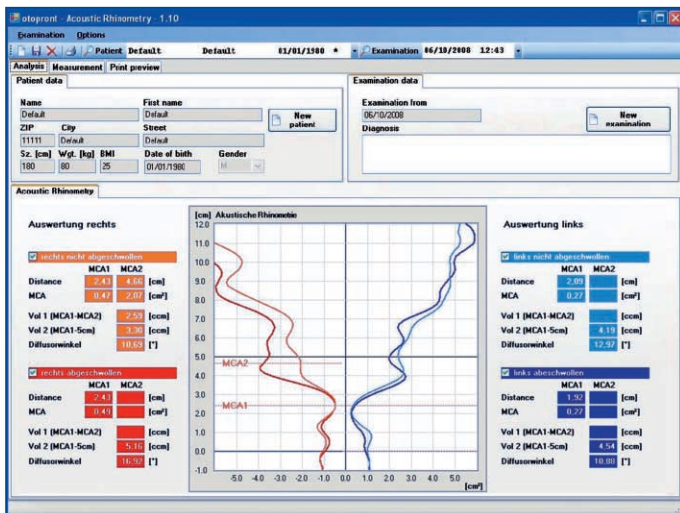 otopront - Acoustic Rhinometry - 1.10
Examination Options
Patient Default Default 01/01/1980 * Examination 06/10/2008 12:43
Analysis Measurement Print preview
Patient data
Name First name
Default Default
New patient
ZIP City Street
11111 Default Default
Sz. [cm] Wgt. [kg] BMI Date of birth Gender
180 80 25 01/01/1980 M
Examination data
Examination from
06/10/2008
New examination
Diagnosis
Acoustic Rhinometry
Auswertung rechts
rechts nicht abgeschwollen
MCA1 MCA2
Distance 2,43 4,66 [cm]
MCA 0,47 2,07 [cm²]
Vol 1 (MCA1-MCA2) 2,59 [ccm]
Vol 2 (MCA1-5cm) 3,30 [ccm]
Diffusorwinkel 10,69 [°]
rechts abgeschwollen
MCA1 MCA2
Distance 2,43 [cm]
MCA 0,49 [cm²]
Vol 1 (MCA1-MCA2) [ccm]
Vol 2 (MCA1-5cm) 5,16 [ccm]
Diffusorwinkel 16,92 [°]
[cm] Akustische Rhinometrie
12.0
11.0
10.0
9.0
8.0
7.0
6.0
5.0
MCA2
4.0
3.0
MCA1
2.0
1.0
0.0
-1.0
-5.0 -4.0 -3.0 -2.0 -1.0 0.0 1.0 2.0 3.0 4.0 5.0
[cm²]
Auswertung links
links nicht abgeschwollen
MCA1 MCA2
Distance 2,09 [cm]
MCA 0,27 [cm²]
Vol 1 (MCA1-MCA2) [ccm]
Vol 2 (MCA1-5cm) 4,19 [ccm]
Diffusorwinkel 12,97 [°]
links abeschwollen
MCA1 MCA2
Distance 1,92 [cm]
MCA 0,27 [cm²]
Vol 1 (MCA1-MCA2) [ccm]
Vol 2 (MCA1-5cm) 4,54 [ccm]
Diffusorwinkel 10,88 [°]